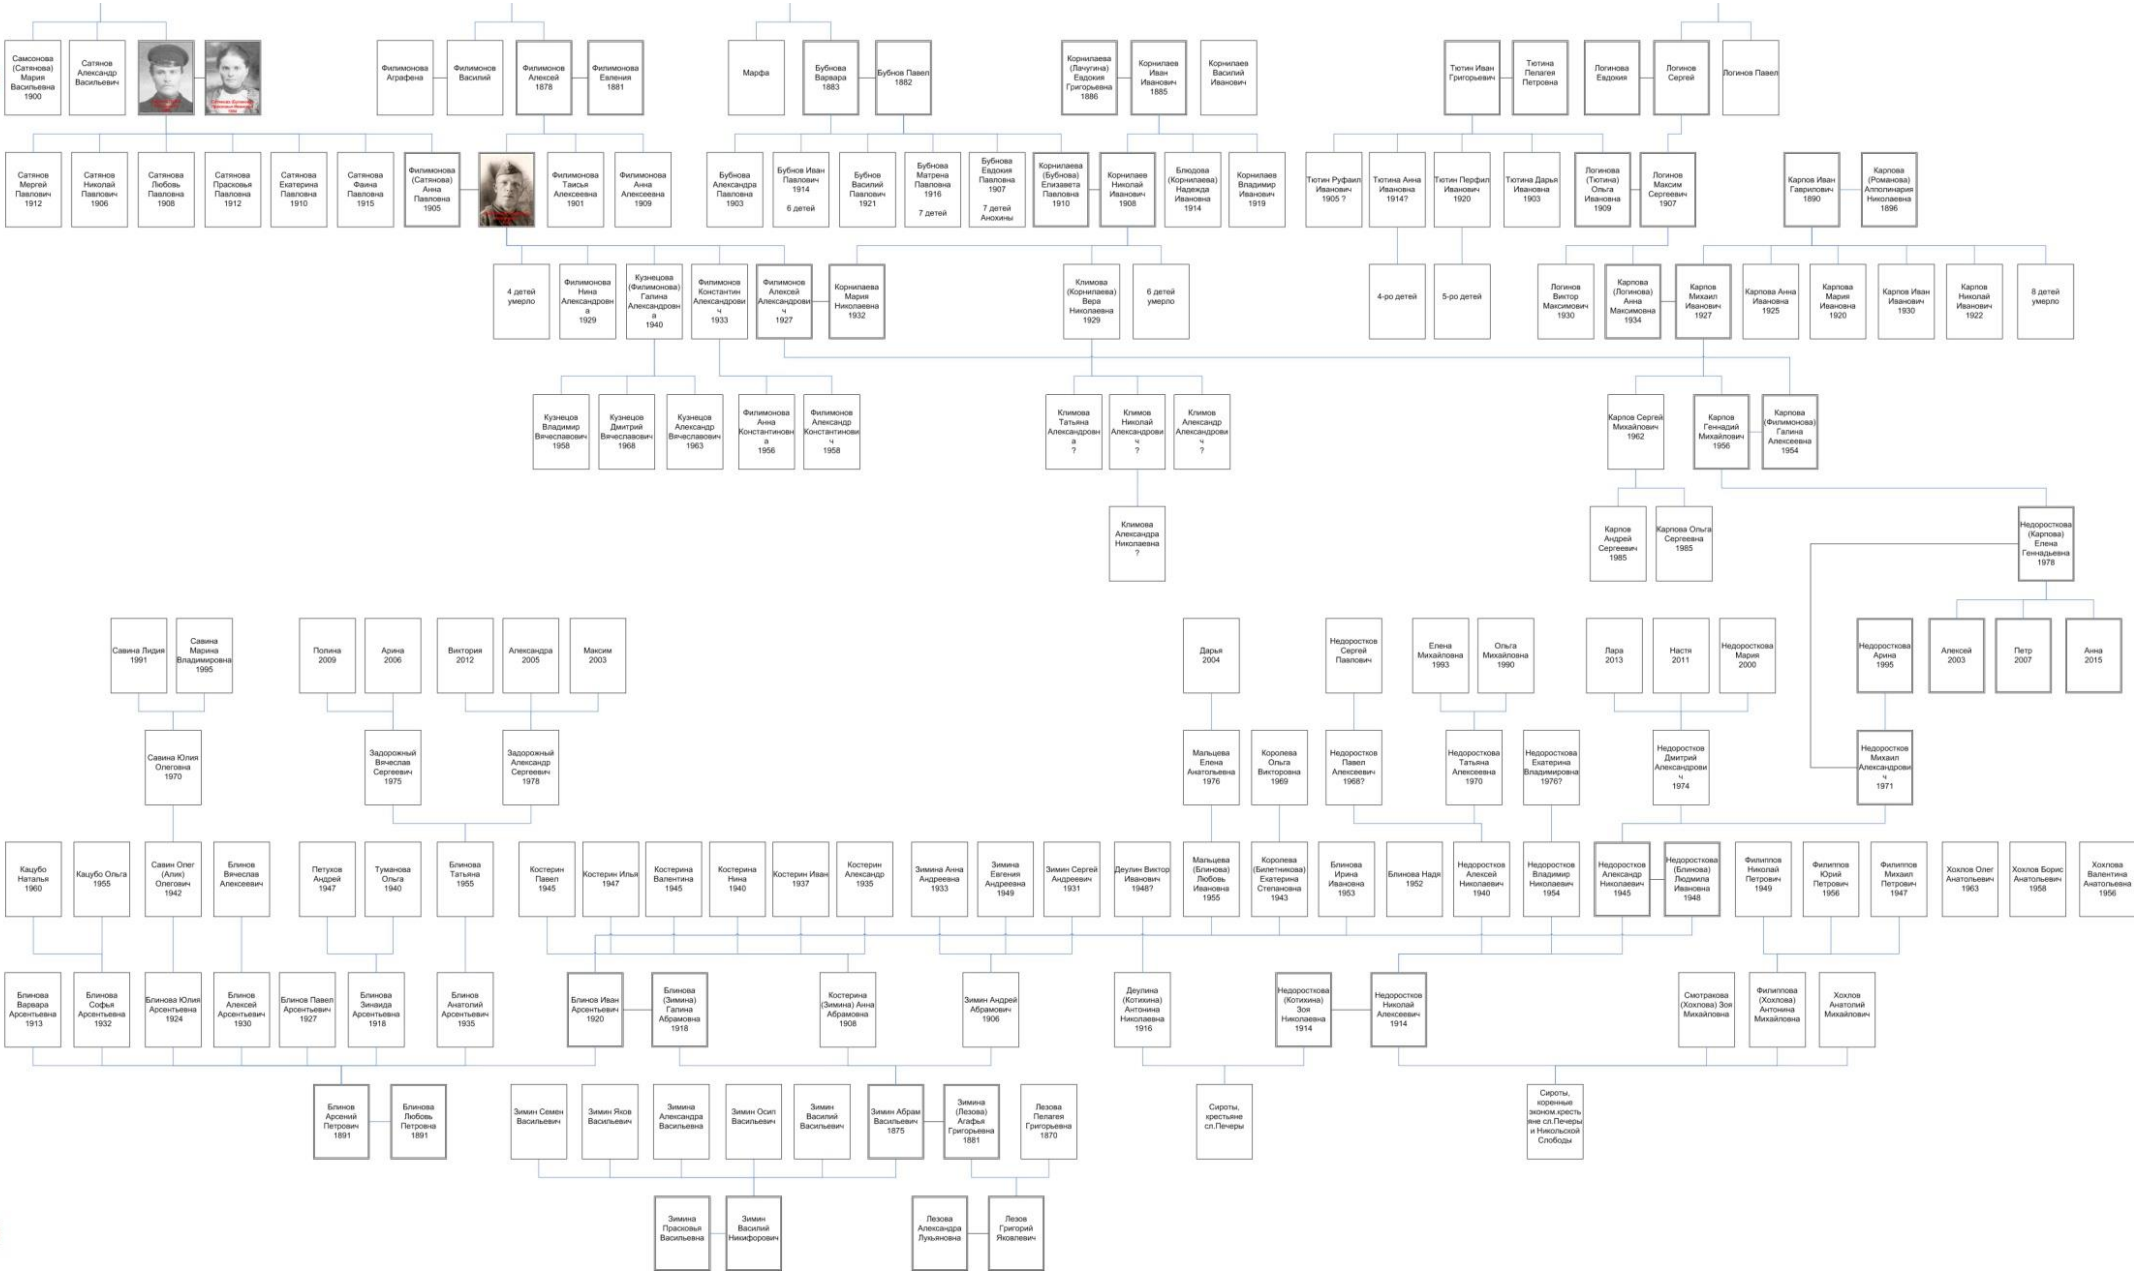 Самсонова
(Сатянова)
Мария
Васильевна
1900
Сатянов
Александр
Васильевич
Филимонова
Аграфена
Филимонов
Василий
Филимонов
Алексей
1878
Филимонова
Евления
1881
Марфа
Бубнова
Варвара
1883
Бубнов Павел
1882
Корнилаева
(Лачугина)
Евдокия
Григорьевна
1886
Корнилаев
Иван
Иванович
1885
Корнилаев
Василий
Иванович
Тютин Иван
Григорьевич
Тютина
Пелагея
Петровна
Логинова
Евдокия
Логинов
Сергей
Логинов Павел
Сатянов
Мергей
Павлович
1912
Сатянов
Николай
Павлович
1906
Сатянова
Любовь
Павловна
1908
Сатянова
Прасковья
Павлоена
1912
Сатянова
Екатерина
Павловна
1910
Сатянова
Фаина
Павловна
1915
Филимонова
(Сатянова)
Анна
Павловна
1905
Филимонова
Таисья
Алексеевна
1901
Филимонова
Анна
Алексеевна
1909
Бубнова
Александра
Павловна
1903
Бубнов Иван
Павлович
1914
6 детей
Бубнов
Василий
Павлович
1921
Бубнова
Матрена
Павловна
1916
7 детей
Бубнова
Евдокия
Павловна
1907
7 детей
Анохины
Корнилаева
(Бубнова)
Елизавета
Павловна
1910
Корнилаев
Николай
Иванович
1908
Блюдова
(Корнилаева)
Надежда
Ивановна
1914
Корнилаев
Владимир
Иванович
1919
Тютин Руфаил
Иванович
1905 ?
Тютина Анна
Ивановна
1914?
Тютин Перфил
Иванович
1920
Тютина Дарья
Ивановна
1903
Логинова
(Тютина)
Ольга
Ивановна
1909
Логинов
Максим
Сергеевич
1907
Карпов Иван
Гаврилович
1890
Карпова
(Романова)
Апполинария
Николаевна
1896
4 детей
умерло
Филимонова
Нина
Александровн
а
1929
Кузнецова
(Филимонова)
Галина
Александровн
а
1940
Филимонов
Константин
Александрови
ч
1933
Филимонов
Алексей
Александрови
ч
1927
Корнилаева
Мария
Николаевна
1932
Климова
(Корнилаева)
Вера
Николаевна
1929
6 детей
умерло
4-ро детей
5-ро детей
Логинов
Виктор
Максимович
1930
Карпова
(Логинова)
Анна
Максимовна
1934
Карпов
Михаил
Иванович
1927
Карпова Анна
Ивановна
1925
Карпова
Мария
Ивановна
1920
Карпов Иван
Иванович
1930
Карпов
Николай
Иванович
1922
8 детей
умерло
Кузнецов
Владимир
Вячеславович
1958
Кузнецов
Дмитрий
Вячеславович
1968
Кузнецов
Александр
Вячеславович
1963
Филимонова
Анна
Константиновн
а
1956
Филимонов
Александр
Константинови
ч
1958
Климова
Татьяна
Александровн
а
?
Климов
Николай
Александрови
ч
?
Климов
Александр
Александрови
ч
?
Карпов Сергей
Михайлович
1962
Карпов
Геннадий
Михайлович
1956
Карпова
(Филимонова)
Галина
Алексеевна
1954
Климова
Александра
Николаевна
?
Карпов
Андрей
Сергеевич
1985
Карпова Ольга
Сергеевна
1985
Недоросткова
(Карпова)
Елена
Геннадьевна
1978
Савина Лидия
1991
Савина
Марина
Владимировна
1995
Полина
2009
Арина
2006
Виктория
2012
Александра
2005
Максим
2003
Дарья
2004
Недоростков
Сергей
Павлович
Елена
Михайловна
1993
Ольга
Михайловна
1990
Лара
2013
Настя
2011
Недоросткова
Мария
2000
Недоросткова
Арина
1995
Алексей
2003
Петр
2007
Анна
2015
Савина Юлия
Олеговна
1970
Задорожный
Вячеслав
Сергеевич
1975
Задорожный
Александр
Сергеевич
1978
Мальцева
Елена
Анатольевна
1976
Королева
Ольга
Викторовна
1969
Недоростков
Павел
Алексеевич
1968?
Недоросткова
Татьяна
Алексеевна
1970
Недоросткова
Екатерина
Владимировна
1976?
Недоростков
Дмитрий
Александрови
ч
1974
Недоростков
Михаил
Александрови
ч
1971
Кацубо
Наталья
1960
Кацубо Ольга
1955
Савин Олег
(Алик)
Олегович
1942
Блинов
Вячеслав
Алексеевич
Петухов
Андрей
1947
Туманова
Ольга
1940
Блинова
Татьяна
1955
Костерин
Павел
1945
Костерин Илья
1947
Костерина
Валентина
1945
Костерина
Нина
1940
Костерин Иван
1937
Костерин
Александр
1935
Зимина Анна
Андреевна
1933
Зимина
Евгения
Андреевна
1949
Зимин Сергей
Андреевич
1931
Деулин Виктор
Иванович
1948?
Мальцева
(Блинова)
Любовь
Ивановна
1955
Королева
(Билетникова)
Екатерина
Степановна
1943
Блинова
Ирина
Ивановна
1953
Блинова Надя
1952
Недоростков
Алексей
Николаевич
1940
Недоростков
Владимир
Николаевич
1954
Недоростков
Александр
Николаевич
1945
Недоросткова
(Блинова)
Людмила
Ивановна
1948
Филиппов
Николай
Петрович
1949
Филиппов
Юрий
Петрович
1956
Филиппов
Михаил
Петрович
1947
Хохлов Олег
Анатольевич
1963
Хохлов Борис
Анатольевич
1958
Хохлова
Валентина
Анатольевна
1956
Блинова
Варвара
Арсентьевна
1913
Блинова
Софья
Арсентьевна
1932
Блинова Юлия
Арсентьевна
1924
Блинов
Алексей
Арсентьевич
1930
Блинов Павел
Арсентьевич
1927
Блинова
Зинаида
Арсентьевна
1918
Блинов
Анатолий
Арсентьевич
1935
Блинов Иван
Арсентьевич
1920
Блинова
(Зимина)
Галина
Абрамовна
1918
Костерина
(Зимина) Анна
Абрамовна
1908
Зимин Андрей
Абрамович
1906
Деулина
(Котихина)
Антонина
Николаевна
1916
Недоросткова
(Котихина)
Зоя
Николаевна
1914
Недоростков
Николай
Алексеевич
1914
Смотракова
(Хохлова) Зоя
Михайловна
Филиппова
(Хохлова)
Антонина
Михайловна
Хохлов
Анатолий
Михайлович
Блинов
Арсений
Петрович
1891
Блинова
Любовь
Петровна
1891
Зимин Семен
Васильевич
Зимин Яков
Васильевич
Зимина
Александра
Васильевна
Зимин Осип
Васильевич
Зимин
Василий
Васильевич
Зимин Абрам
Васильевич
1875
Зимина
(Лезова)
Агафья
Григорьевна
1881
Лезова
Пелагея
Григорьевна
1870
Сироты,
крестьяне
сл.Печеры
Сироты,
коренные
эконом.кресть
яне сл.Печеры
и Никольской
Слободы
Зимина
Прасковья
Васильевна
Зимин
Василий
Никифорович
Лезова
Александра
Лукьяновна
Лезов
Григорий
Яковлевич